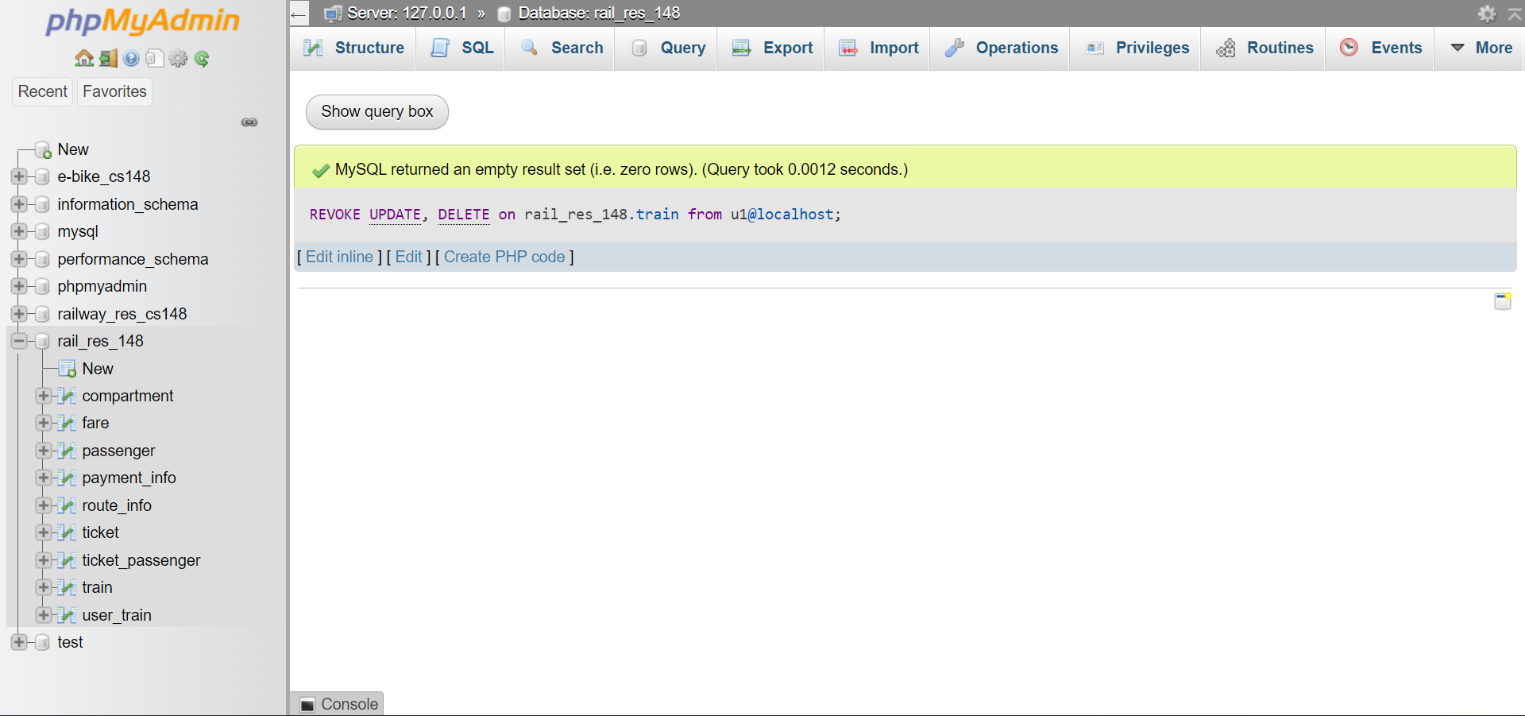 phpMyAdmin
Recent Favorites
New
e-bike_cs148
information_schema
mysql
performance_schema
phpmyadmin
railway_res_cs148
rail_res_148
New
compartment
fare
passenger
payment_info
route_info
ticket
ticket_passenger
train
user_train
test
Server: 127.0.0.1 » Database: rail_res_148
Structure SQL Search Query Export Import Operations Privileges Routines Events More
Show query box
MySQL returned an empty result set (i.e. zero rows). (Query took 0.0012 seconds.)
REVOKE UPDATE, DELETE on rail_res_148.train from u1@localhost;
[ Edit inline ] [ Edit ] [ Create PHP code ]
Console